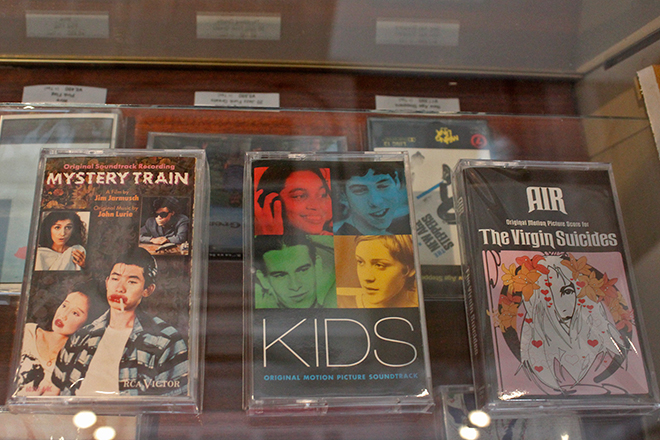 Original Soundtrack Recording
MYSTERY TRAIN
A Film by
Jim Jarmusch
Original Music by
John Lurie
RCA VICTOR
KIDS
ORIGINAL MOTION PICTURE SOUNDTRACK
AIR
Original Motion Picture Score for
The Virgin Suicides